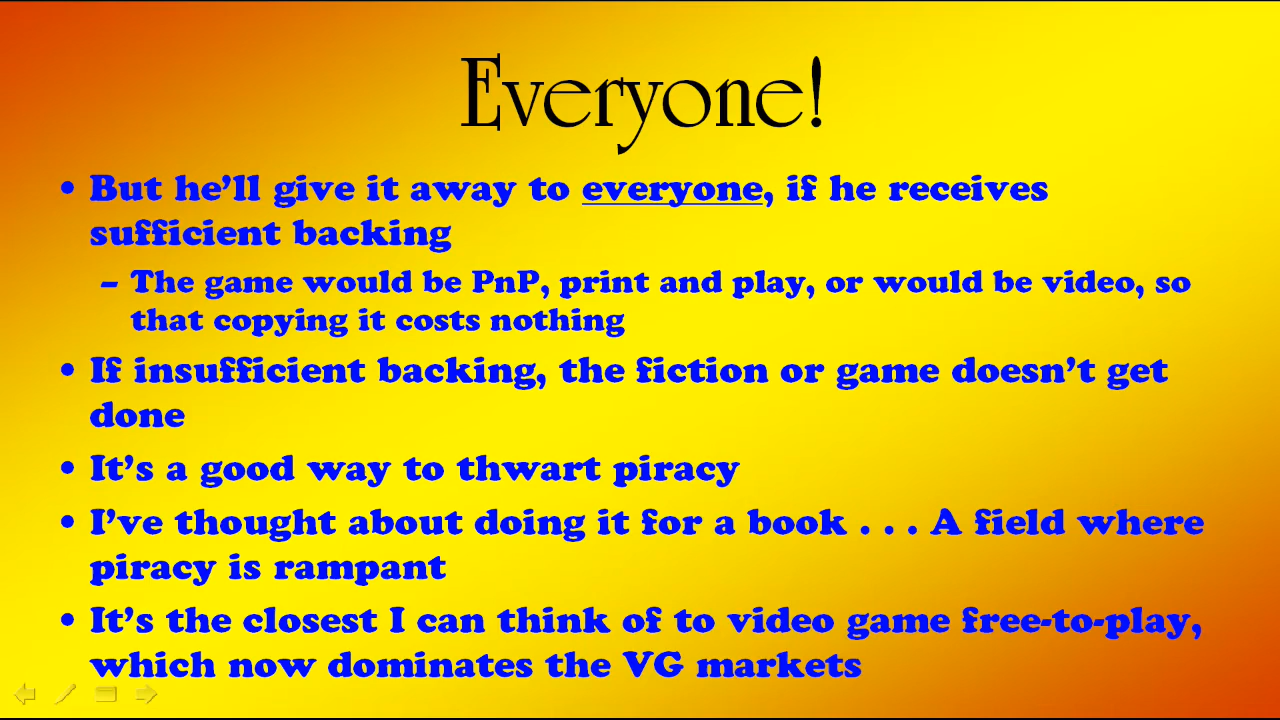 Everyone!
• But he'll give it away to everyone, if he receives
sufficient backing
– The game would be PnP, print and play, or would be video, so
that copying it costs nothing
• If insufficient backing, the fiction or game doesn't get
done
• It's a good way to thwart piracy
• I've thought about doing it for a book . . . A field where
piracy is rampant
• It's the closest I can think of to video game free-to-play,
which now dominates the VG markets